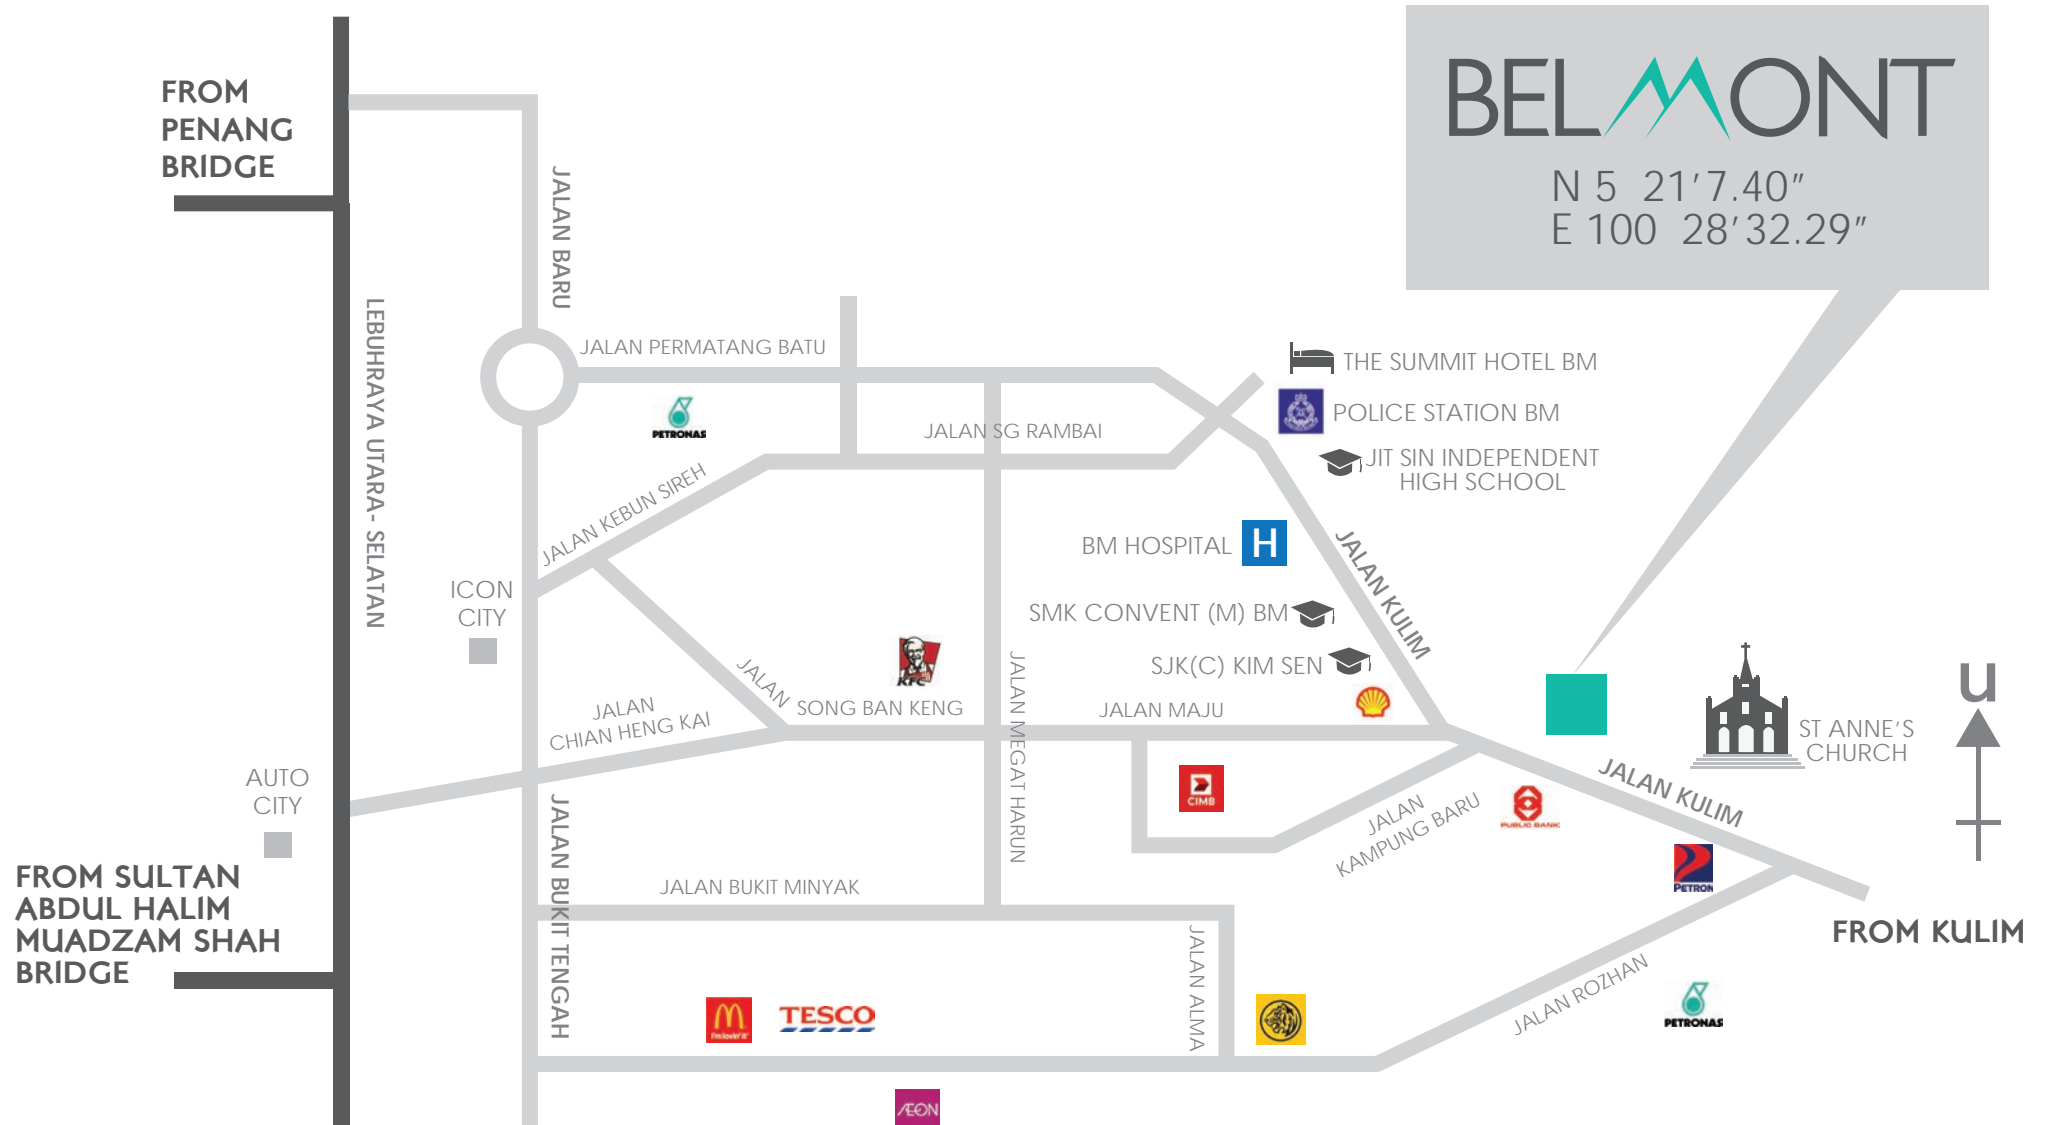 BELMONT
N 5 21'7.40"
E 100 28'32.29"
FROM
PENANG
BRIDGE
JALAN BARU
LEBUHRAYA UTARA- SELATAN
JALAN PERMATANG BATU
PETRONAS
JALAN SG RAMBAI
JALAN KEBUN SIREH
THE SUMMIT HOTEL BM
POLICE STATION BM
JIT SIN INDEPENDENT
HIGH SCHOOL
BM HOSPITAL
H
JALAN KULIM
SMK CONVENT (M) BM
SJK(C) KIM SEN
ICON
CITY
KFC
JALAN
SONG BAN KENG
JALAN
CHIAN HENG KAI
JALAN MEGAT HARUN
JALAN MAJU
ST ANNE'S
CHURCH
u
AUTO
CITY
CIMB
JALAN
KAMPUNG BARU
PUBLIC BANK
JALAN KULIM
PETRON
FROM SULTAN
ABDUL HALIM
MUADZAM SHAH
BRIDGE
JALAN BUKIT TENGAH
JALAN BUKIT MINYAK
JALAN ALMA
FROM KULIM
JALAN ROZHAN
PETRONAS
M
i'm lovin' it
TESCO
ÆON